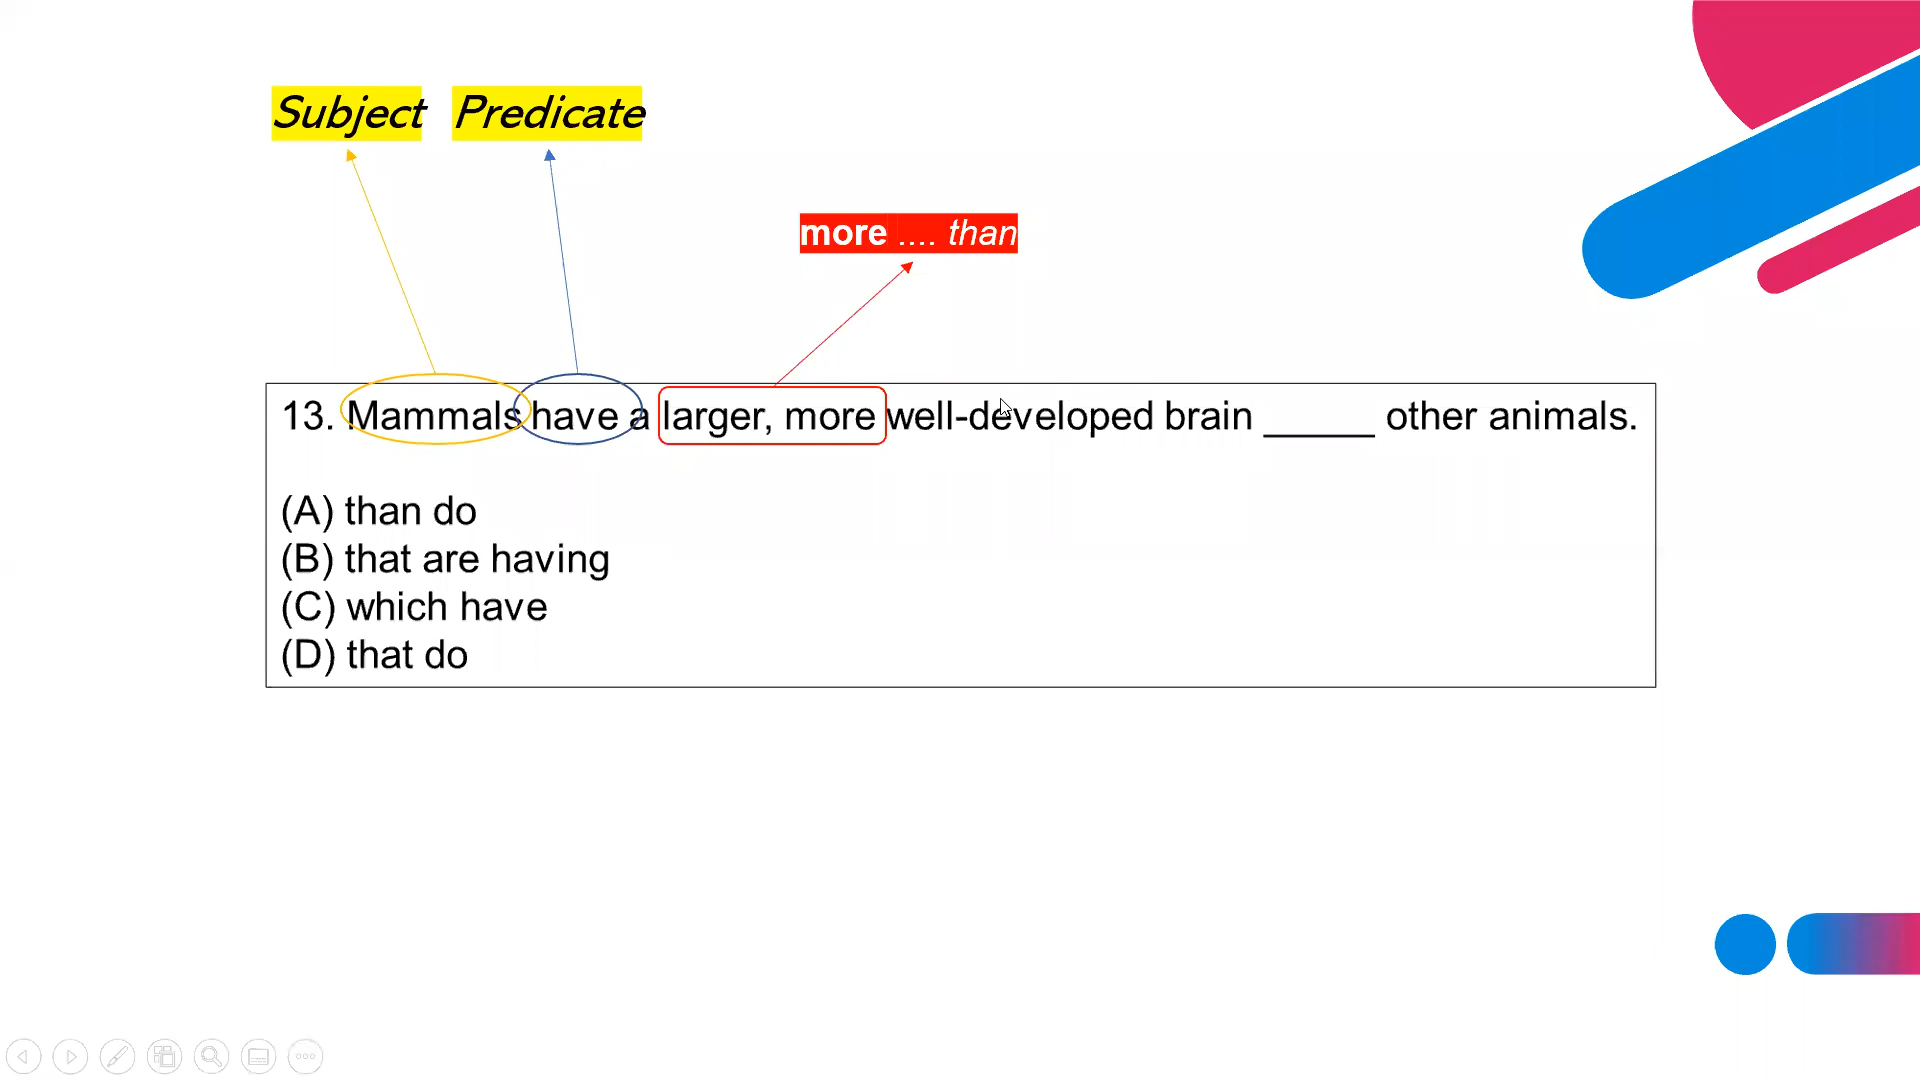 Subject Predicate
more .... than
13. Mammals have a larger, more well-developed brain _____ other animals.
(A) than do
(B) that are having
(C) which have
(D) that do